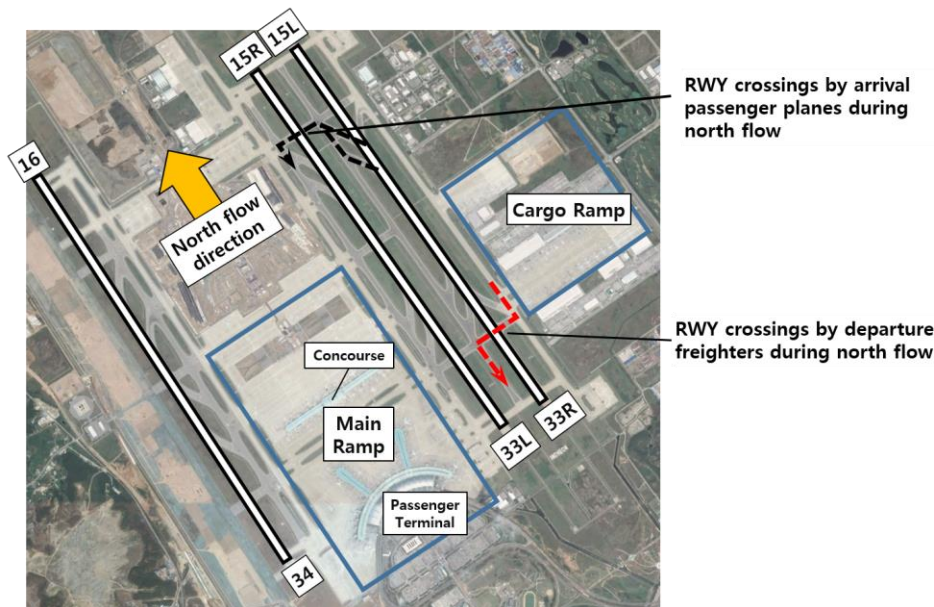 15R
15L
RWY crossings by arrival
passenger planes during
north flow
16
North flow
direction
Cargo Ramp
RWY crossings by departure
freighters during north flow
Concourse
Main
Ramp
33L
33R
Passenger
Terminal
34